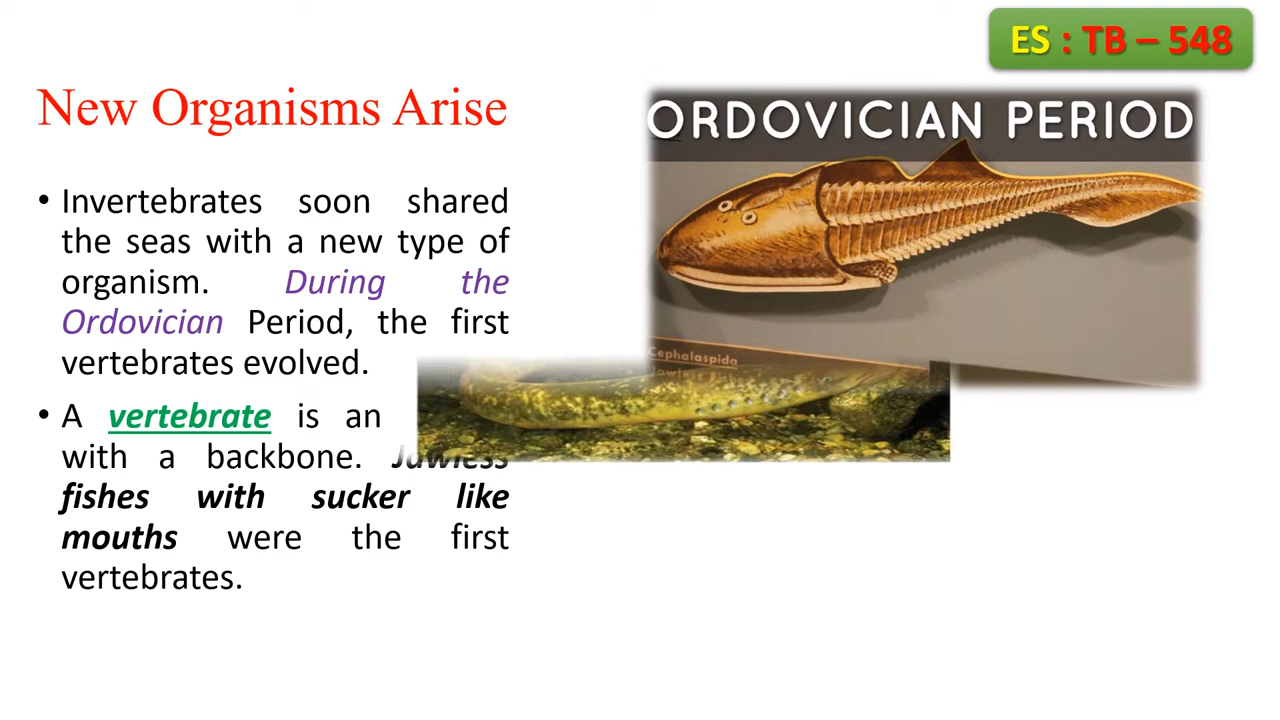 ES : TB – 548
New Organisms Arise
ORDOVICIAN PERIOD
• Invertebrates soon shared
the seas with a new type of
organism. During the
Ordovician Period, the first
vertebrates evolved.
Cephalaspida
• A vertebrate is an
with a backbone. Jawless
fishes with sucker like
mouths were the first
vertebrates.